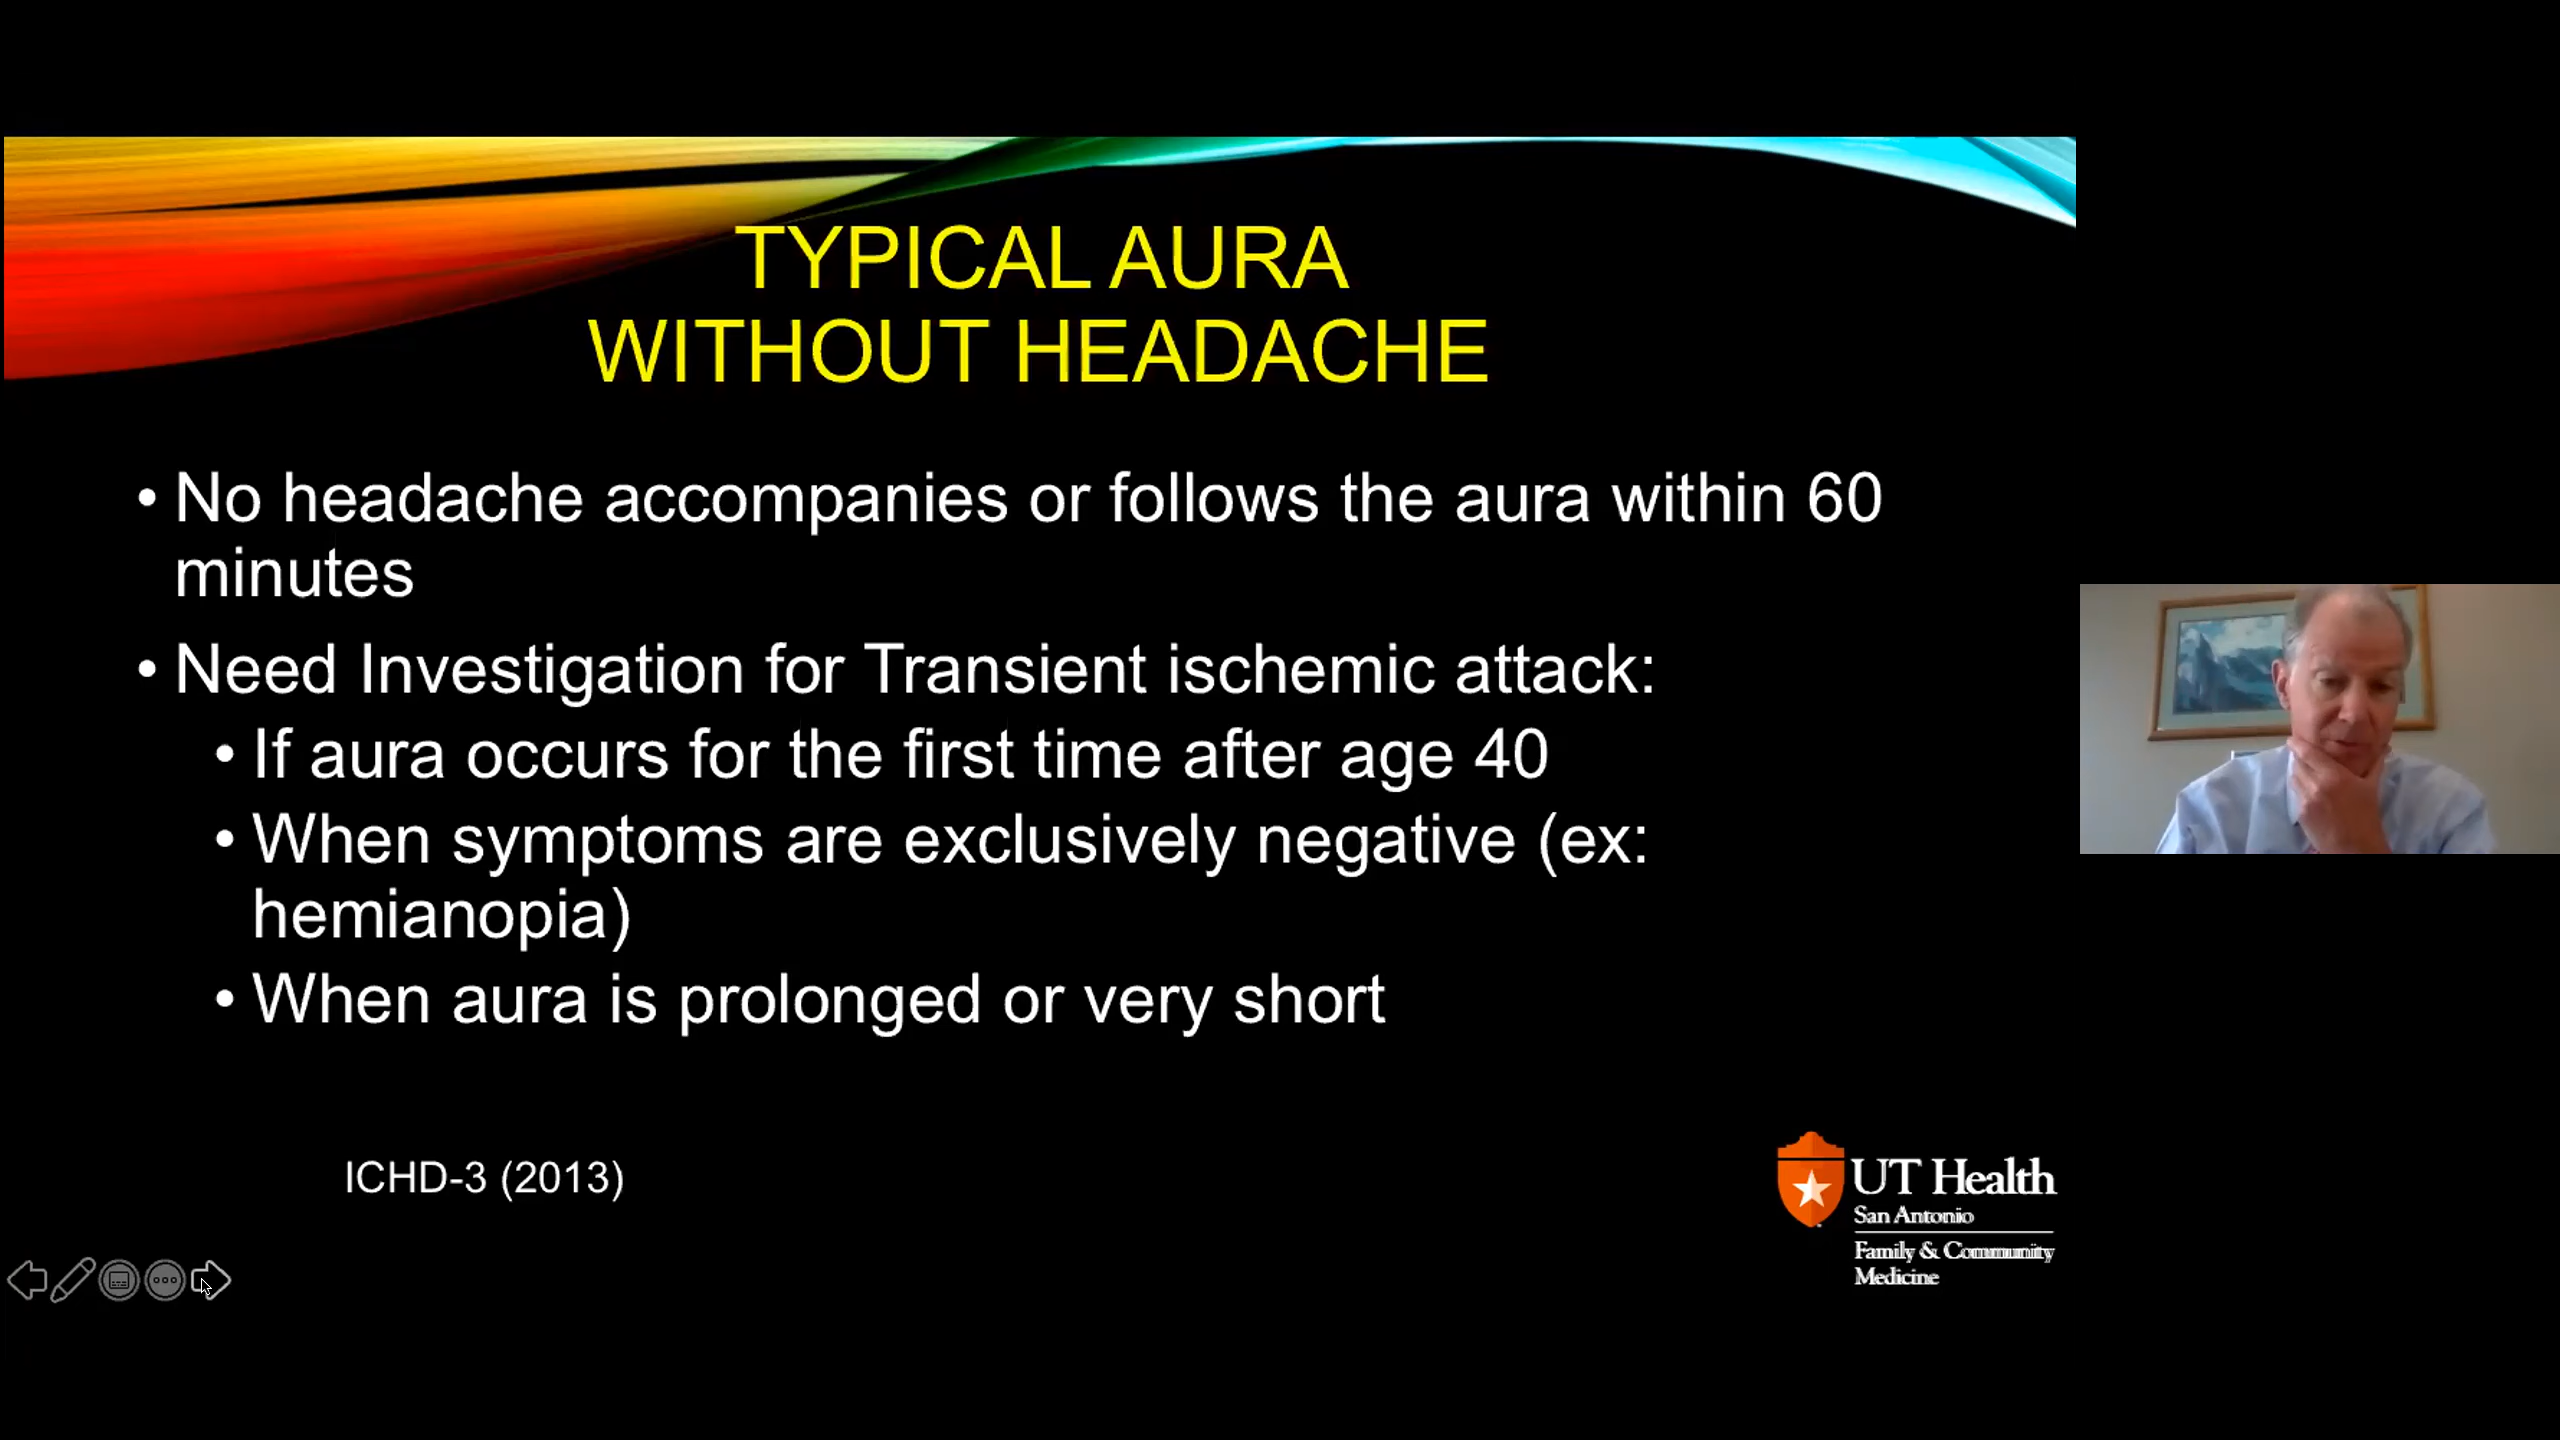 TYPICAL AURA
WITHOUT HEADACHE
• No headache accompanies or follows the aura within 60
minutes
• Need Investigation for Transient ischemic attack:
• If aura occurs for the first time after age 40
• When symptoms are exclusively negative (ex:
hemianopia)
• When aura is prolonged or very short
ICHD-3 (2013)
UT Health
San Antonio
Family & Community
Medicine